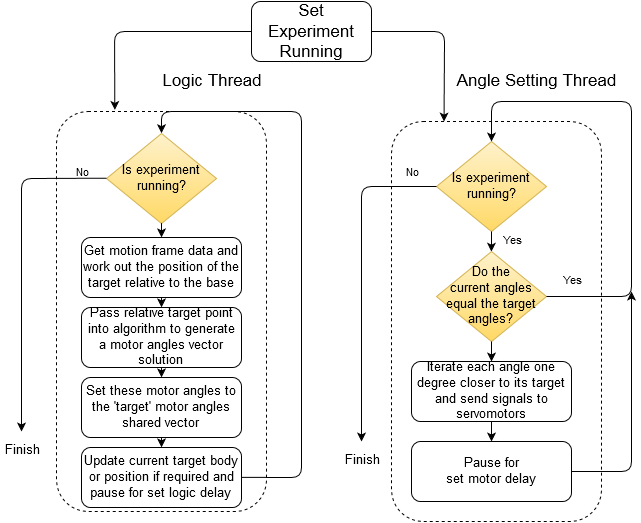 Set
Experiment
Running
Logic Thread
Angle Setting Thread
Is experiment
running?
No
Get motion frame data and
work out the position of the
target relative to the base
Pass relative target point
into algorithm to generate
a motor angles vector
solution
Set these motor angles to
the 'target' motor angles
shared vector
Update current target body
or position if required and
pause for set logic delay
Finish
Is experiment
running?
No
Yes
Do the
current angles
equal the target
angles?
Yes
Iterate each angle one
degree closer to its target
and send signals to
servomotors
Pause for
set motor delay
Finish